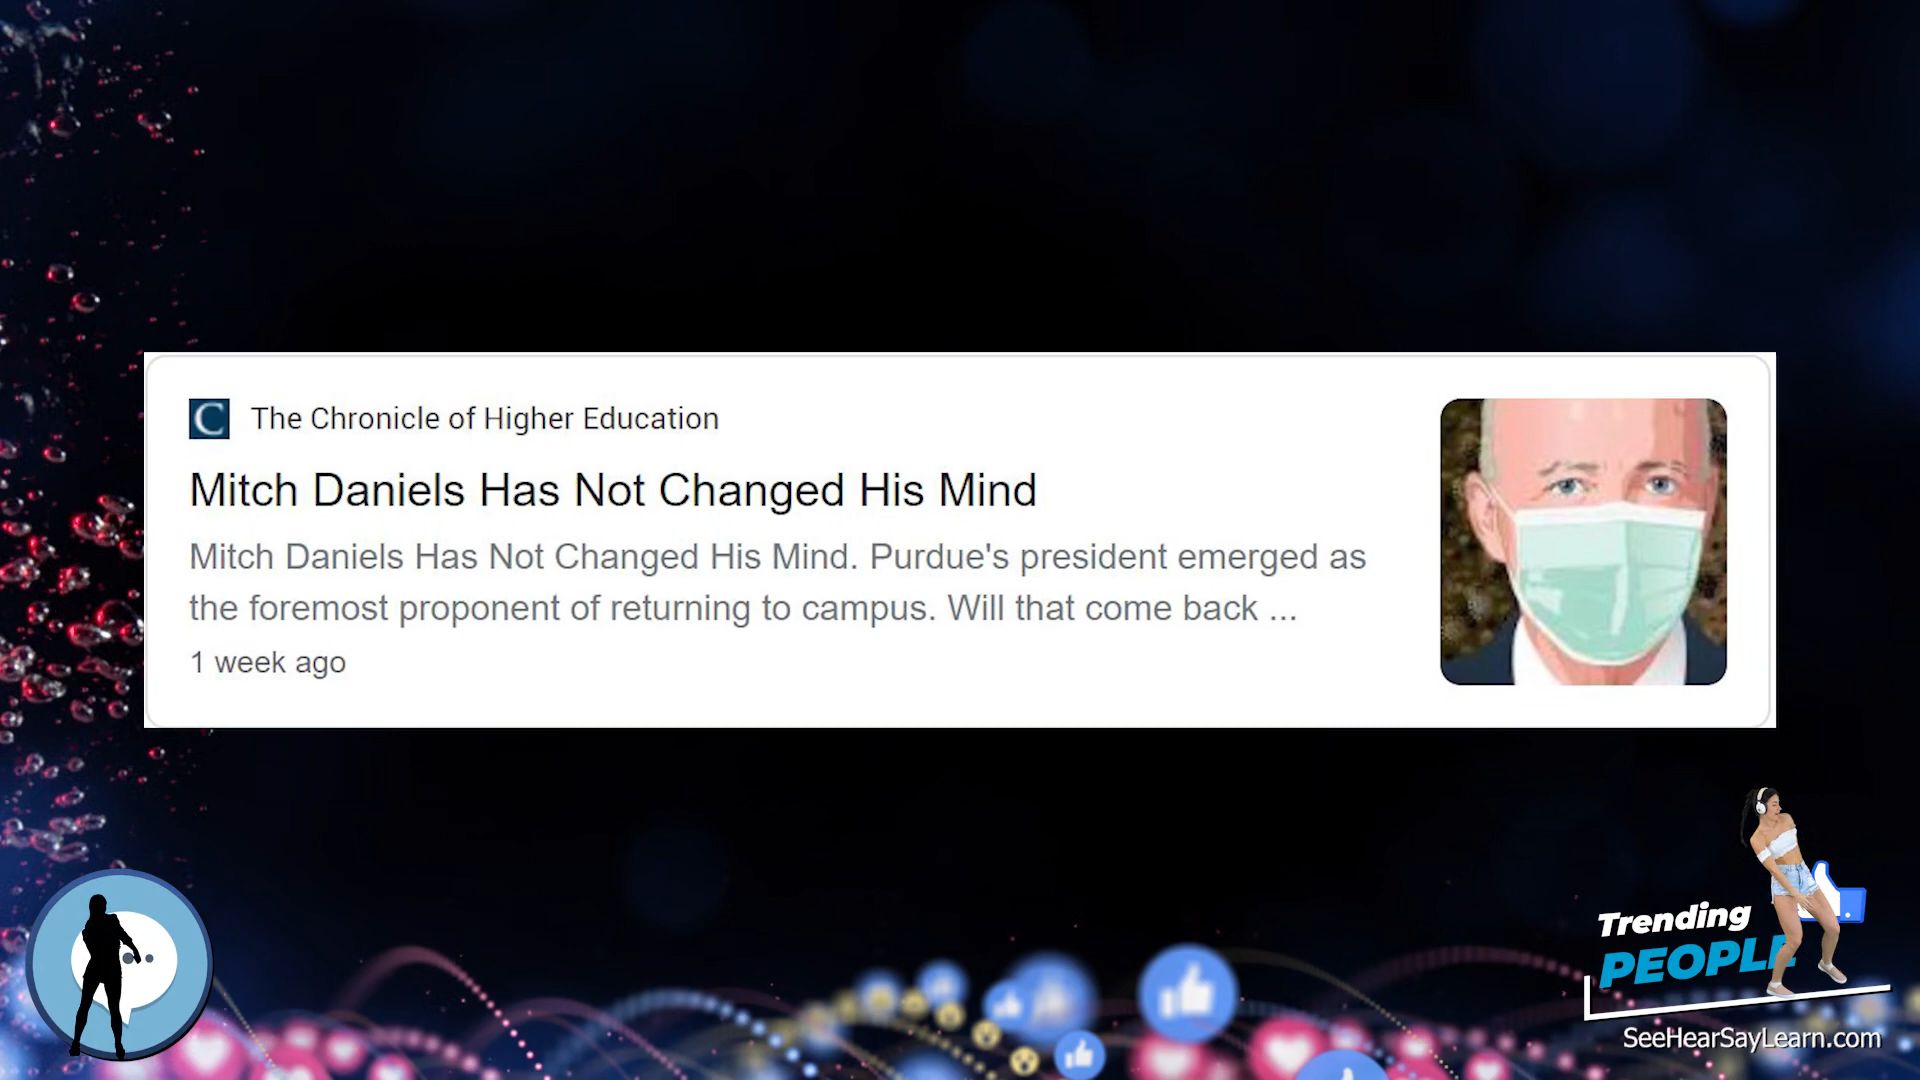 C The Chronicle of Higher Education
Mitch Daniels Has Not Changed His Mind
Mitch Daniels Has Not Changed His Mind. Purdue's president emerged as
the foremost proponent of returning to campus. Will that come back ...
1 week ago
Trending
PEOPLE
SeeHearSayLearn.com